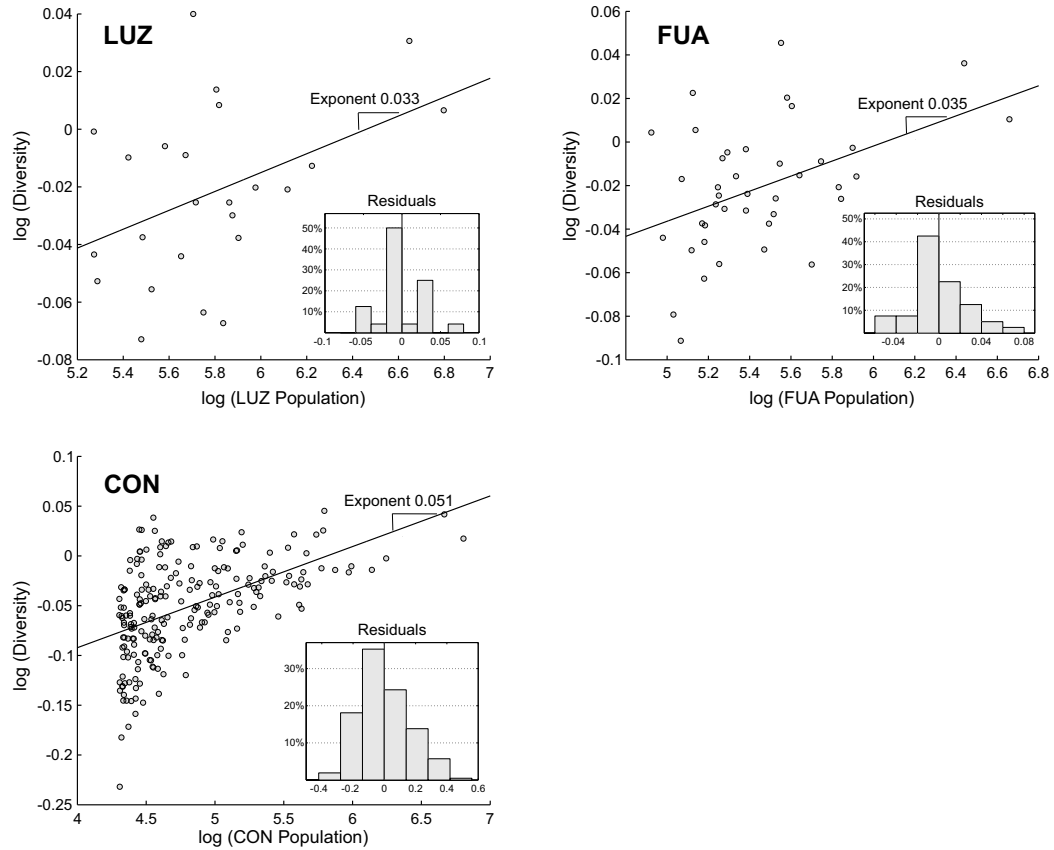 LUZ
log (Diversity)
0.04
0.02
0
-0.02
-0.04
-0.06
-0.08
Exponent 0.033
Residuals
50%
40%
30%
20%
10%
-0.1 -0.05 0 0.05 0.1
5.2 5.4 5.6 5.8 6 6.2 6.4 6.6 6.8 7
log (LUZ Population)
FUA
log (Diversity)
0.06
0.04
0.02
0
-0.02
-0.04
-0.06
-0.08
-0.1
Exponent 0.035
Residuals
50%
40%
30%
20%
10%
-0.04 0 0.04 0.08
5 5.2 5.4 5.6 5.8 6 6.2 6.4 6.6 6.8
log (FUA Population)
CON
log (Diversity)
0.1
0.05
0
-0.05
-0.1
-0.15
-0.2
-0.25
Exponent 0.051
Residuals
30%
20%
10%
-0.4 -0.2 0 0.2 0.4 0.6
4 4.5 5 5.5 6 6.5 7
log (CON Population)